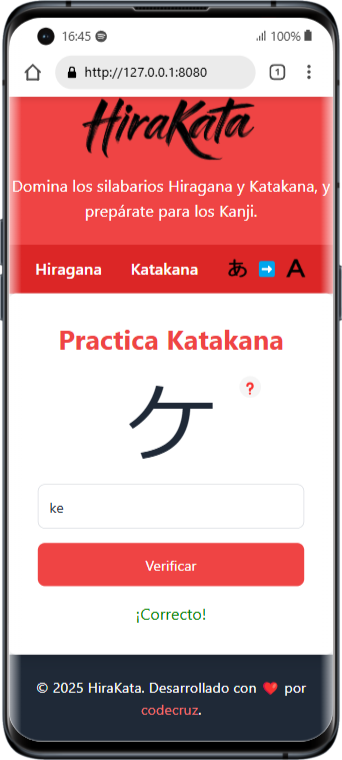 16:45 100%
http://127.0.0.1:8080 1
HiraKata
Domina los silabarios Hiragana y Katakana, y
prepárate para los Kanji.
Hiragana Katakana あ ➡ A
Practica Katakana
ケ ?
ke
Verificar
¡Correcto!
© 2025 HiraKata. Desarrollado con ❤️ por
codecruz.